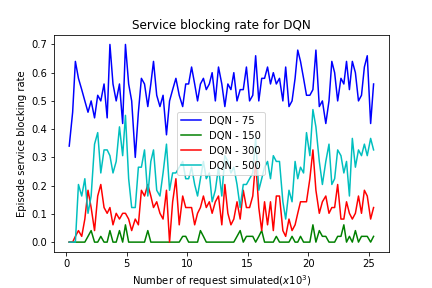 Service blocking rate for DQN
Episode service blocking rate
0.7
0.6
0.5
0.4
0.3
0.2
0.1
0.0
DQN - 75
DQN - 150
DQN - 300
DQN - 500
0 5 10 15 20 25
Number of request simulated(x10³)